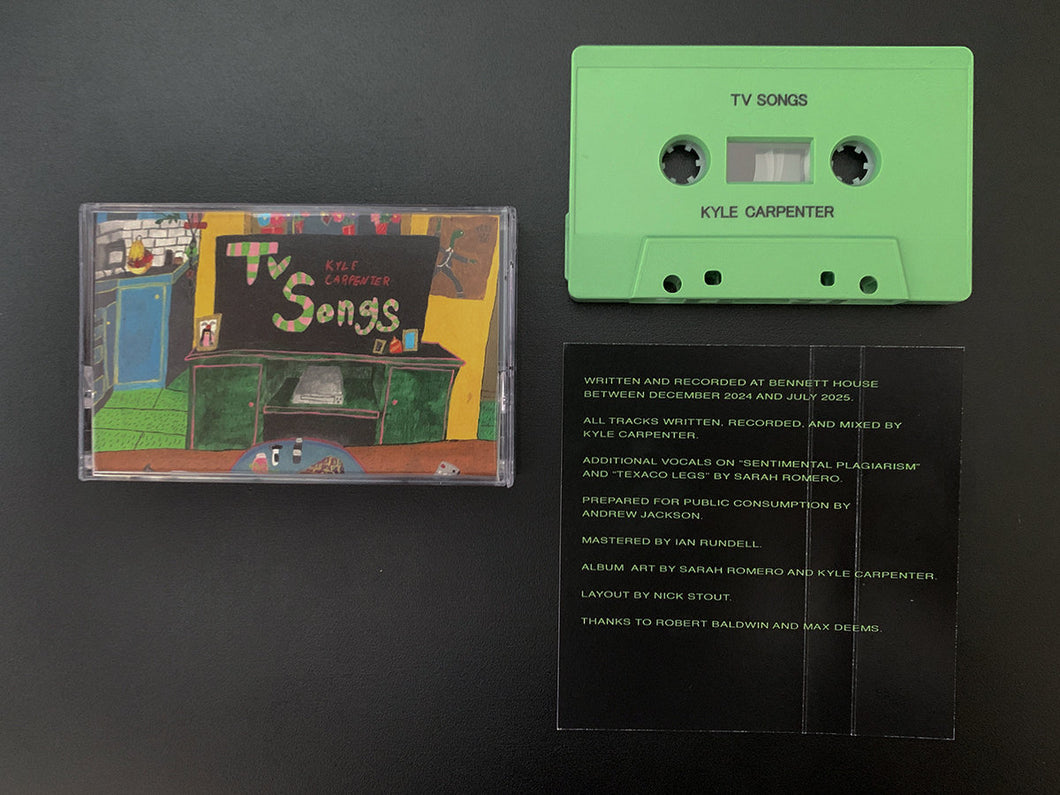 TV
KYLE
CARPENTER
Songs
TV SONGS
KYLE CARPENTER
WRITTEN AND RECORDED AT BENNETT HOUSE
BETWEEN DECEMBER 2024 AND JULY 2025.
ALL TRACKS WRITTEN, RECORDED, AND MIXED BY
KYLE CARPENTER.
ADDITIONAL VOCALS ON "SENTIMENTAL PLAGIARISM"
AND "TEXACO LEGS" BY SARAH ROMERO.
PREPARED FOR PUBLIC CONSUMPTION BY
ANDREW JACKSON.
MASTERED BY IAN RUNDELL.
ALBUM ART BY SARAH ROMERO AND KYLE CARPENTER.
LAYOUT BY NICK STOUT.
THANKS TO ROBERT BALDWIN AND MAX DEEMS.